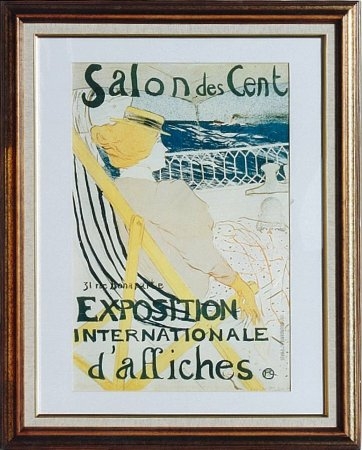 Salon des Cent
31 rue Bonaparte
EXPOSITION
INTERNATIONALE
d'affiches